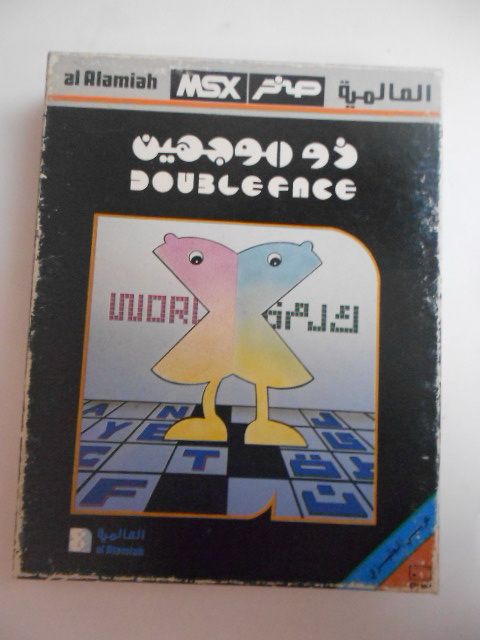 al Alamiah MSX صخر العالمية
ذو الوجهين
DOUBLEFACE
WORD كلمة
A N
Y E
C T
F
العالمية
al Alamiah